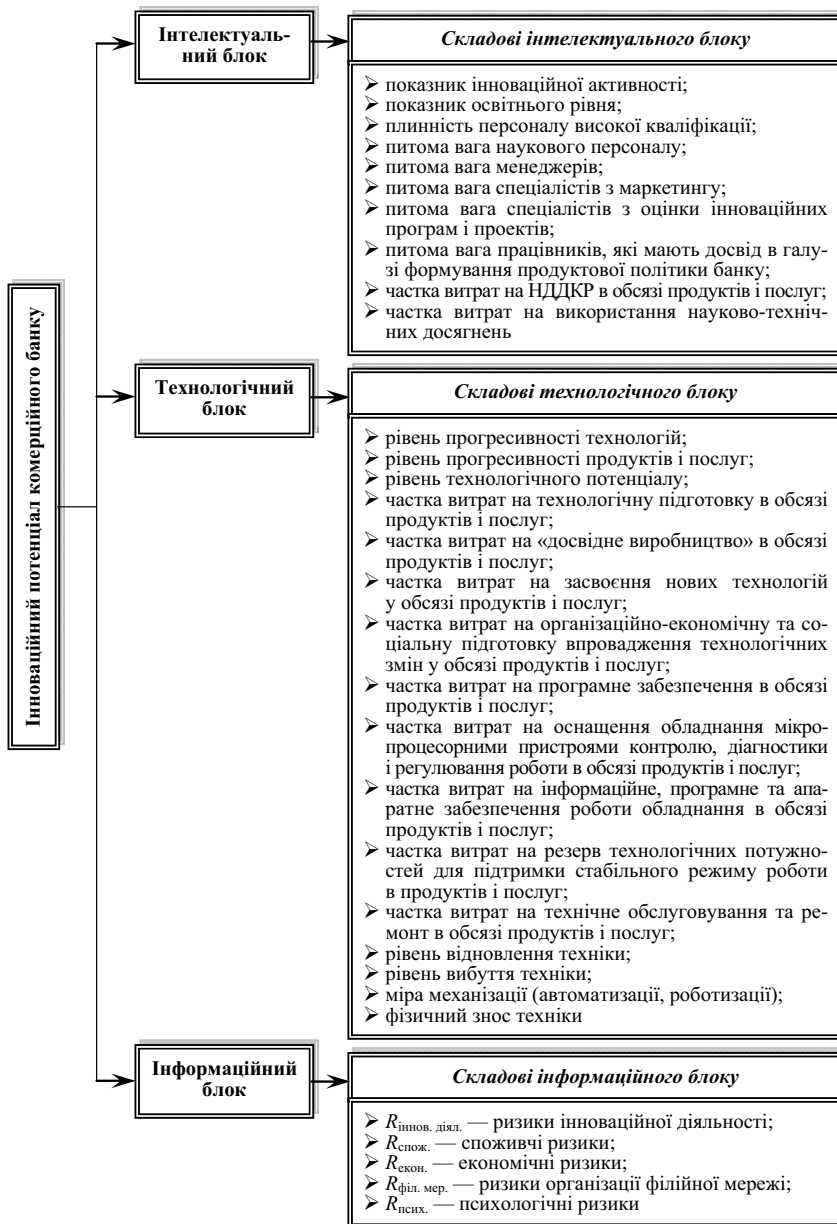 Інноваційний потенціал комерційного банку
Інтелектуаль-
ний блок
Складові інтелектуального блоку
➢ показник інноваційної активності;
➢ показник освітнього рівня;
➢ плинність персоналу високої кваліфікації;
➢ питома вага наукового персоналу;
➢ питома вага менеджерів;
➢ питома вага спеціалістів з маркетингу;
➢ питома вага спеціалістів з оцінки інноваційних
програм і проектів;
➢ питома вага працівників, які мають досвід в галу-
зі формування продуктової політики банку;
➢ частка витрат на НДДКР в обсязі продуктів і послуг;
➢ частка витрат на використання науково-техніч-
них досягнень
Технологічний
блок
Складові технологічного блоку
➢ рівень прогресивності технологій;
➢ рівень прогресивності продуктів і послуг;
➢ рівень технологічного потенціалу;
➢ частка витрат на технологічну підготовку в обсязі
продуктів і послуг;
➢ частка витрат на «досвідне виробництво» в обсязі
продуктів і послуг;
➢ частка витрат на засвоєння нових технологій
у обсязі продуктів і послуг;
➢ частка витрат на організаційно-економічну та со-
ціальну підготовку впровадження технологічних
змін у обсязі продуктів і послуг;
➢ частка витрат на програмне забезпечення в обсязі
продуктів і послуг;
➢ частка витрат на оснащення обладнання мікро-
процесорними пристроями контролю, діагностики
і регулювання роботи в обсязі продуктів і послуг;
➢ частка витрат на інформаційне, програмне та апа-
ратне забезпечення роботи обладнання в обсязі
продуктів і послуг;
➢ частка витрат на резерв технологічних потужно-
стей для підтримки стабільного режиму роботи
в продуктів і послуг;
➢ частка витрат на технічне обслуговування та ре-
монт в обсязі продуктів і послуг;
➢ рівень відновлення техніки;
➢ рівень вибуття техніки;
➢ міра механізації (автоматизації, роботизації);
➢ фізичний знос техніки
Інформаційний
блок
Складові інформаційного блоку
➢ Rіннов. діял. — ризики інноваційної діяльності;
➢ Rспож. — споживчі ризики;
➢ Rекон. — економічні ризики;
➢ Rфіл. мер. — ризики організації філійної мережі;
➢ Rпсих. — психологічні ризики